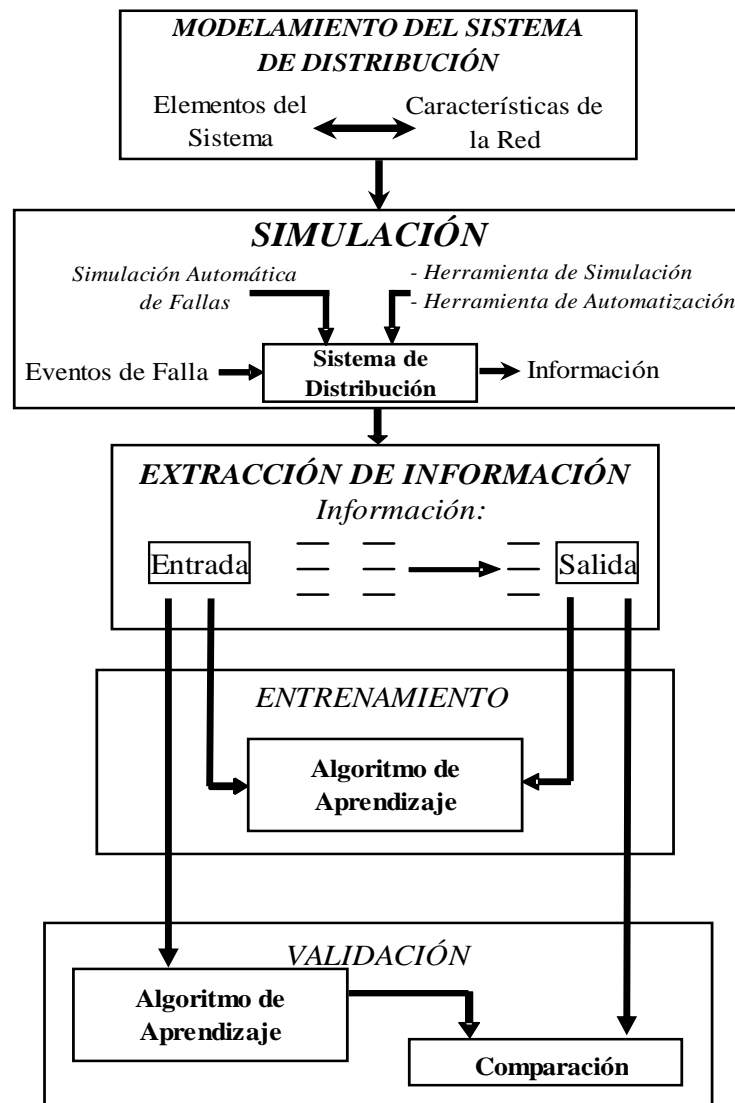 MODELAMIENTO DEL SISTEMA
DE DISTRIBUCIÓN
Elementos del
Sistema
Características de
la Red
SIMULACIÓN
Simulación Automática
de Fallas
- Herramienta de Simulación
- Herramienta de Automatización
Eventos de Falla
Sistema de
Distribución
Información
EXTRACCIÓN DE INFORMACIÓN
Información:
Entrada
Salida
ENTRENAMIENTO
Algoritmo de
Aprendizaje
VALIDACIÓN
Algoritmo de
Aprendizaje
Comparación